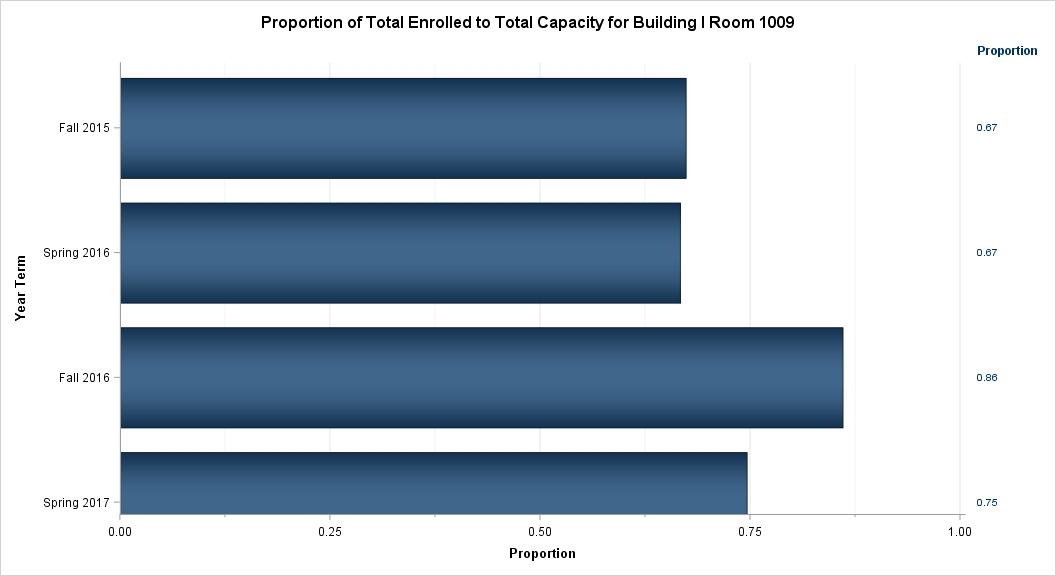 Proportion of Total Enrolled to Total Capacity for Building I Room 1009
Proportion
Fall 2015 0.67
Spring 2016 0.67
Year Term
Fall 2016 0.86
Spring 2017 0.75
0.00 0.25 0.50 0.75 1.00
Proportion